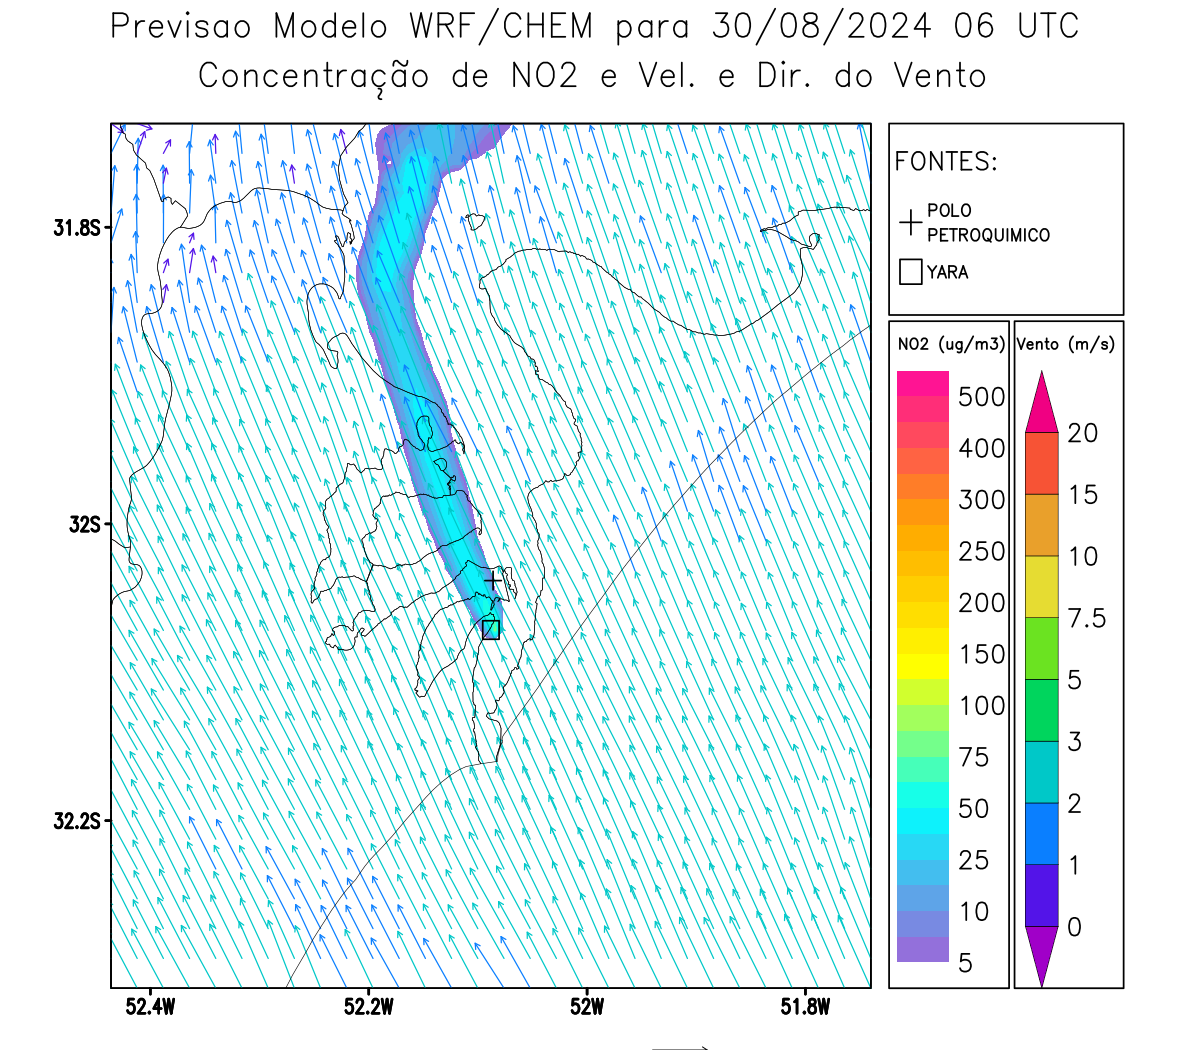 Previsao Modelo WRF/CHEM para 30/08/2024 06 UTC
Concentração de NO2 e Vel. e Dir. do Vento
FONTES:
POLO
PETROQUIMICO
YARA
NO2 (ug/m3)
500
400
300
250
200
150
100
75
50
25
10
5
Vento (m/s)
20
15
10
7.5
5
3
2
1
0
31.8S
32S
32.2S
52.4W
52.2W
52W
51.8W